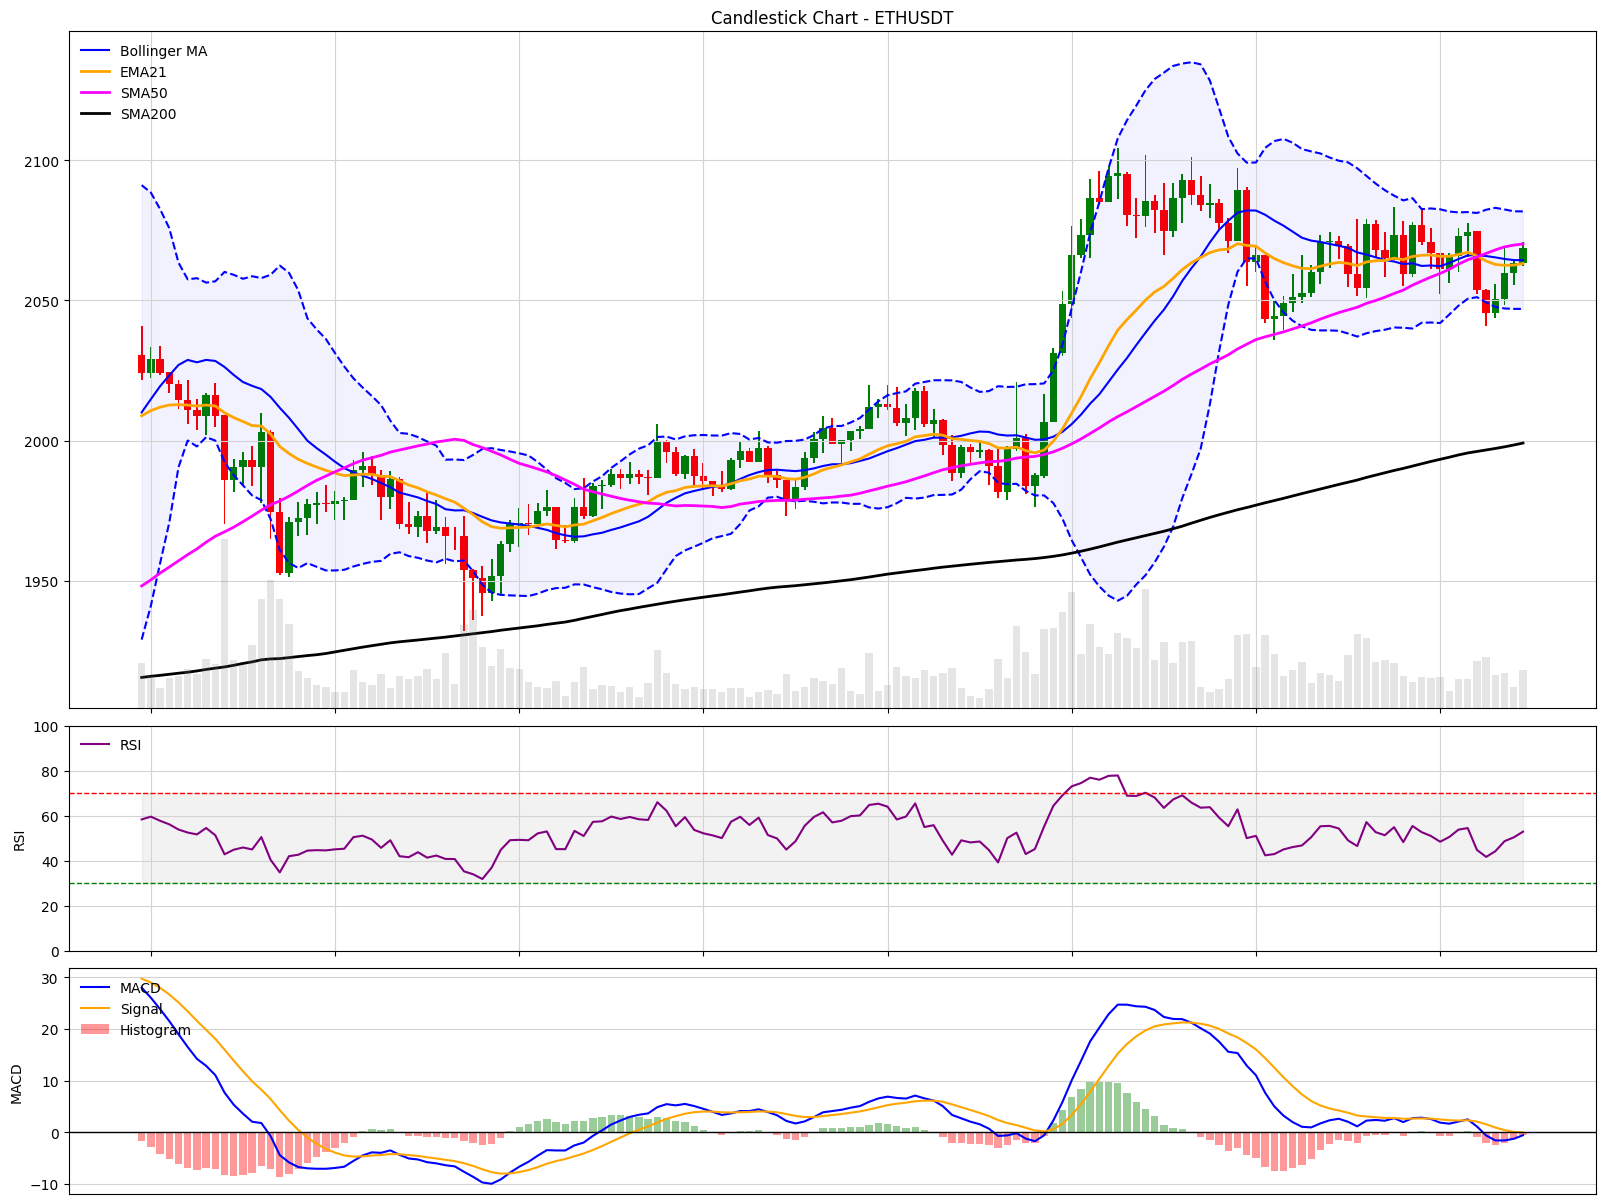 Candlestick Chart - ETHUSDT
Bollinger MA
EMA21
SMA50
SMA200
2100
2050
2000
1950
RSI
RSI
100
80
60
40
20
0
MACD
Signal
Histogram
MACD
30
20
10
0
−10